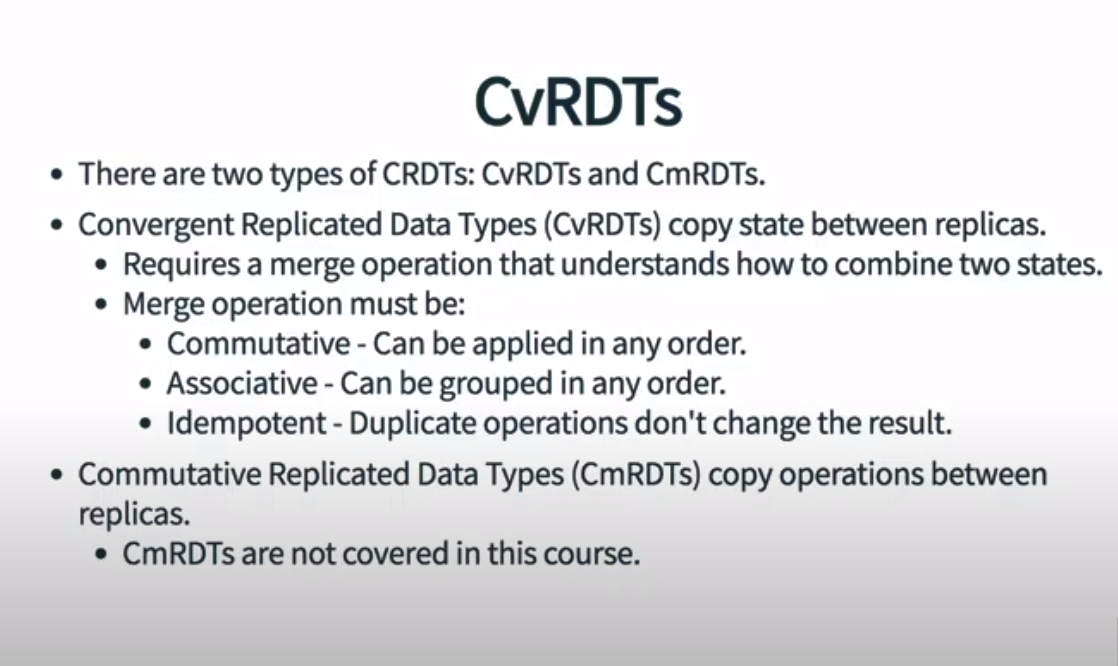 CvRDTs
• There are two types of CRDTs: CvRDTs and CmRDTs.
• Convergent Replicated Data Types (CvRDTs) copy state between replicas.
• Requires a merge operation that understands how to combine two states.
• Merge operation must be:
• Commutative - Can be applied in any order.
• Associative - Can be grouped in any order.
• Idempotent - Duplicate operations don't change the result.
• Commutative Replicated Data Types (CmRDTs) copy operations between
replicas.
• CmRDTs are not covered in this course.